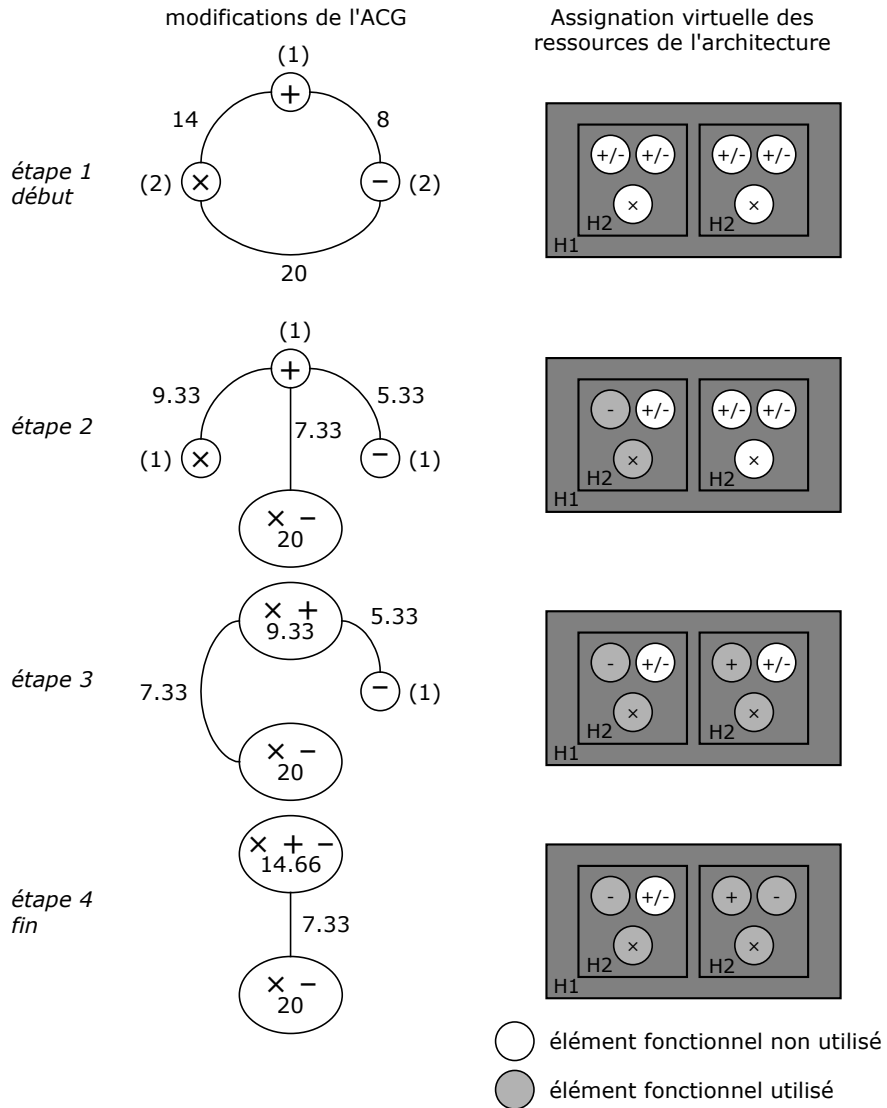 modifications de l'ACG
Assignation virtuelle des
ressources de l'architecture
étape 1
début
(1)
+
14
8
(2) ×
− (2)
20
+/- +/-
×
H2
+/- +/-
×
H2
H1
étape 2
(1)
+
9.33
5.33
7.33
(1) ×
− (1)
× −
20
- +/-
×
H2
+/- +/-
×
H2
H1
étape 3
× +
9.33
5.33
7.33
− (1)
× −
20
- +/-
×
H2
+ +/-
×
H2
H1
étape 4
fin
× + −
14.66
7.33
× −
20
- +/-
×
H2
+ -
×
H2
H1
élément fonctionnel non utilisé
élément fonctionnel utilisé